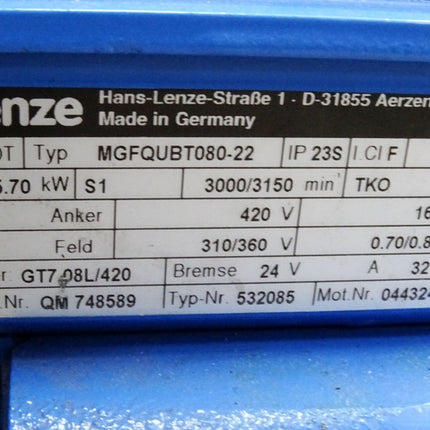 enze Hans-Lenze-Straße 1 · D-31855 Aerzen
Made in Germany
OT Typ MGFQUBT080-22 IP 23S I.Cl F
5.70 kW S1 3000/3150 min' TKO
Anker 420 V 16
Feld 310/360 V 0.70/0.8
r: GT7.08L/420 Bremse 24 V A 32
.Nr. QM 748589 Typ-Nr. 532085 Mot.Nr. 044324